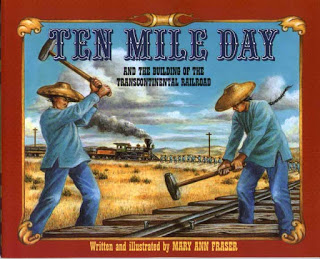 TEN MILE DAY
AND THE BUILDING OF THE
TRANSCONTINENTAL RAILROAD
Written and illustrated by MARY ANN FRASER